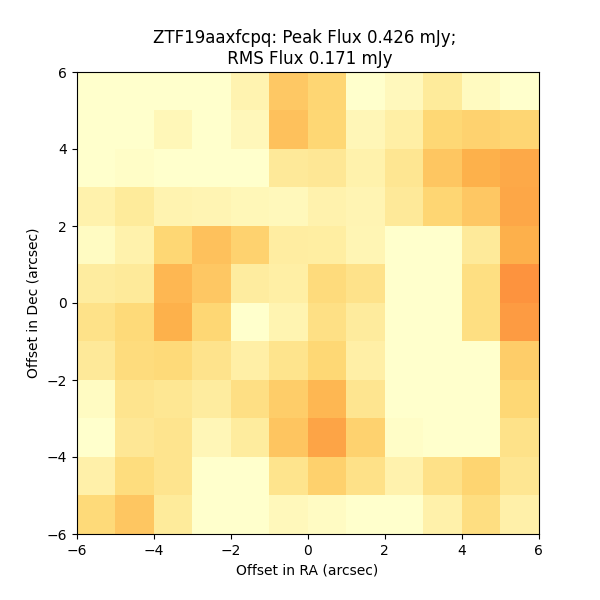 ZTF19aaxfcpq: Peak Flux 0.426 mJy;
RMS Flux 0.171 mJy
6
4
2
0
−2
−4
−6
Offset in Dec (arcsec)
−6 −4 −2 0 2 4 6
Offset in RA (arcsec)